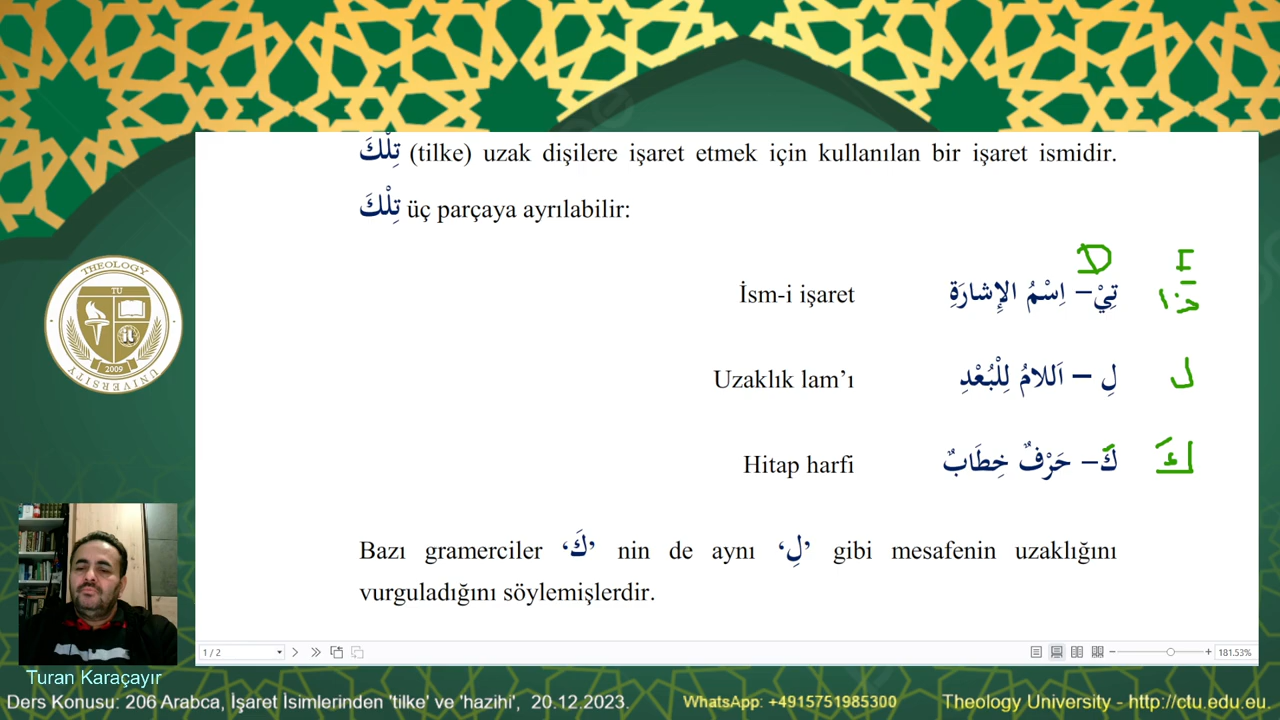 تِلْكَ (tilke) uzak dişilere işaret etmek için kullanılan bir işaret ismidir.
تِلْكَ üç parçaya ayrılabilir:
D E
İsm-i işaret تِيْ – اِسْمُ الإِشارَةِ
Uzaklık lam’ı لِ – اَللامُ لِلْبُعْدِ ل
Hitap harfi كَ – حَرْفُ خِطَابٌ كَ
Bazı gramerciler ‘كَ’ nin de aynı ‘لِ’ gibi mesafenin uzaklığını
vurguladığını söylemişlerdir.
THEOLOGY
TU
2009
UNIVERSITY
1 / 2
181.53%
Turan Karaçayır
Ders Konusu: 206 Arabca, İşaret İsimlerinden 'tilke' ve 'hazihi', 20.12.2023. WhatsApp: +4915751985300 Theology University - http://ctu.edu.eu.